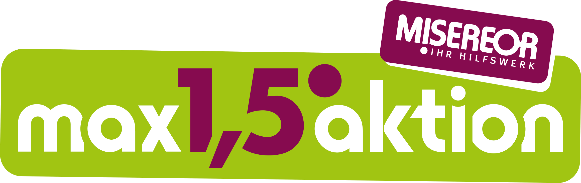 MISEREOR
IHR HILFSWERK
max1,5°aktion